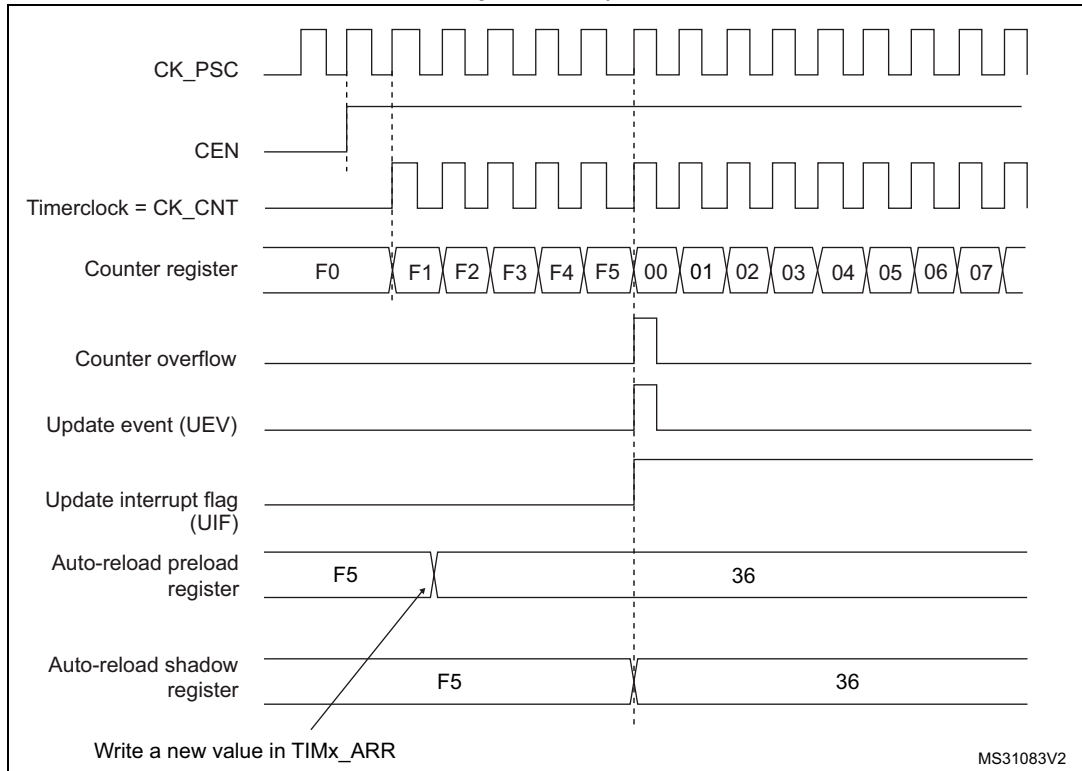 CK_PSC
CEN
Timerclock = CK_CNT
Counter register
F0 F1 F2 F3 F4 F5 00 01 02 03 04 05 06 07
Counter overflow
Update event (UEV)
Update interrupt flag
(UIF)
Auto-reload preload
register
F5 36
Auto-reload shadow
register
F5 36
Write a new value in TIMx_ARR
MS31083V2